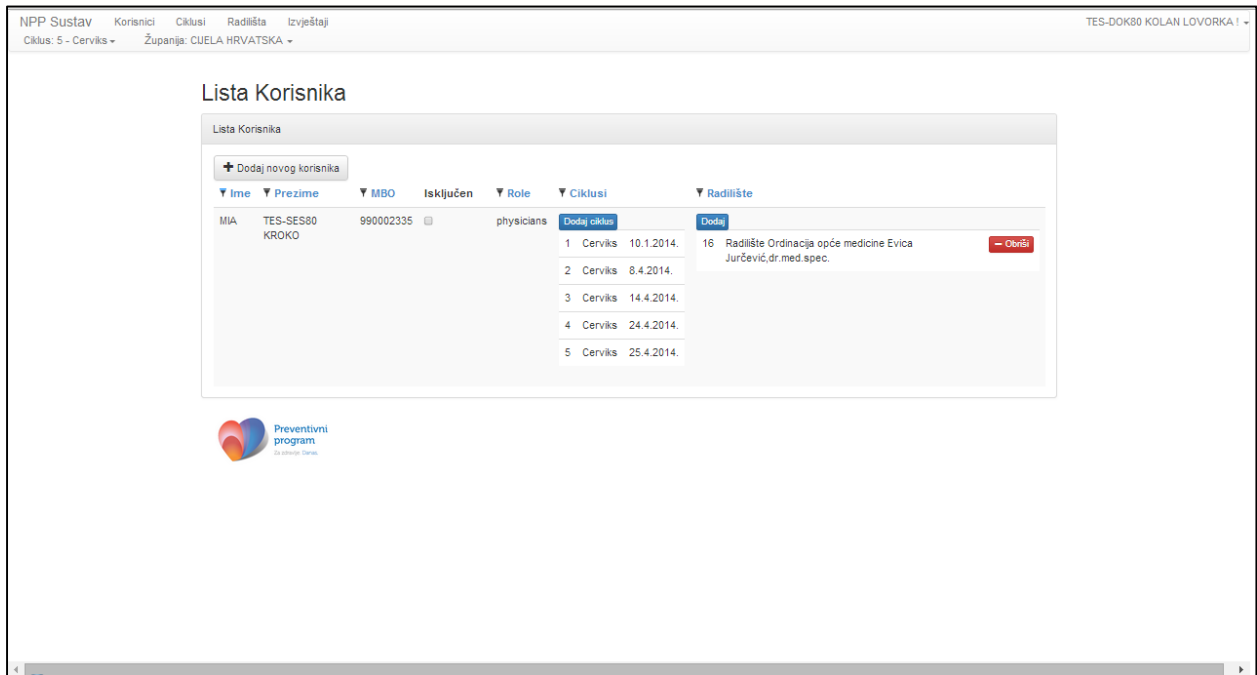 NPP Sustav Korisnici Ciklusi Radilišta Izvještaji TES-DOK80 KOLAN LOVORKA !
Ciklus: 5 - Cerviks Županija: CIJELA HRVATSKA
Lista Korisnika
Lista Korisnika
Dodaj novog korisnika
Ime Prezime MBO Isključen Role Ciklusi Radilište
MIA TES-SES80 990002335 physicians Dodaj ciklus Dodaj
KROKO
1 Cerviks 10.1.2014. 16 Radilište Ordinacija opće medicine Evica Obriši
Jurčević,dr.med.spec.
2 Cerviks 8.4.2014.
3 Cerviks 14.4.2014.
4 Cerviks 24.4.2014.
5 Cerviks 25.4.2014.
Preventivni
program
Za zdravlje. Danas.